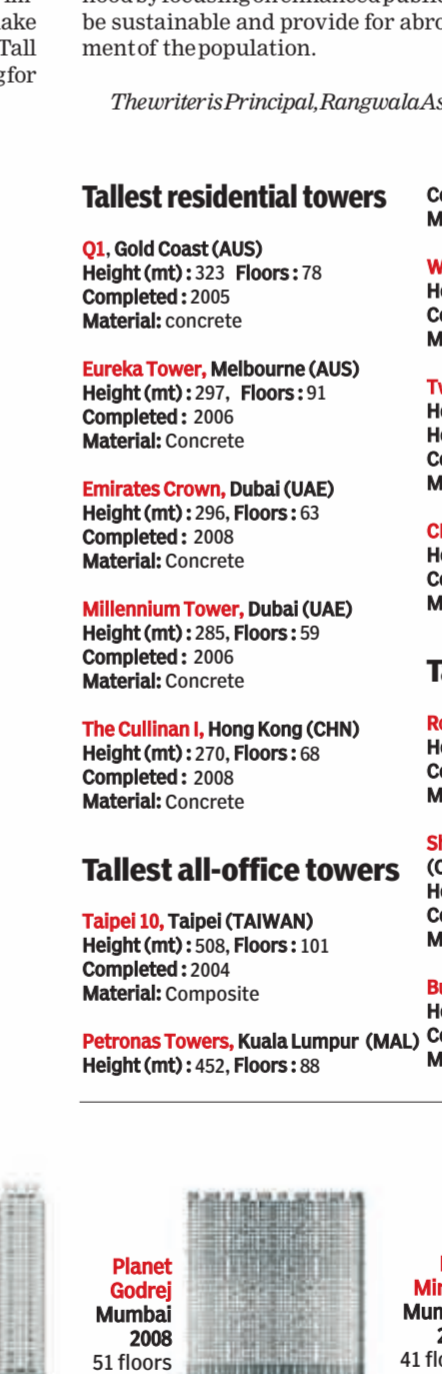 ake
Tall
g for
be sustainable and provide for
ment of the population.
The writer is Principal, Rangwala
Tallest residential towers
Q1, Gold Coast (AUS)
Height (mt) : 323 Floors : 78
Completed : 2005
Material: concrete
Eureka Tower, Melbourne (AUS)
Height (mt) : 297, Floors : 91
Completed : 2006
Material: Concrete
Emirates Crown, Dubai (UAE)
Height (mt) : 296, Floors : 63
Completed : 2008
Material: Concrete
Millennium Tower, Dubai (UAE)
Height (mt) : 285, Floors : 59
Completed : 2006
Material: Concrete
The Cullinan I, Hong Kong (CHN)
Height (mt) : 270, Floors : 68
Completed : 2008
Material: Concrete
Tallest all-office towers
Taipei 10, Taipei (TAIWAN)
Height (mt) : 508, Floors : 101
Completed : 2004
Material: Composite
Petronas Towers, Kuala Lumpur (MAL)
Height (mt) : 452, Floors : 88
Planet
Godrej
Mumbai
2008
51 floors